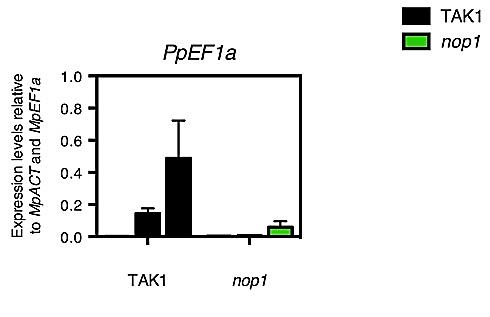 TAK1
nop1
PpEF1a
Expression levels relative
to MpACT and MpEF1a
1.0
0.8
0.6
0.4
0.2
0.0
TAK1
nop1